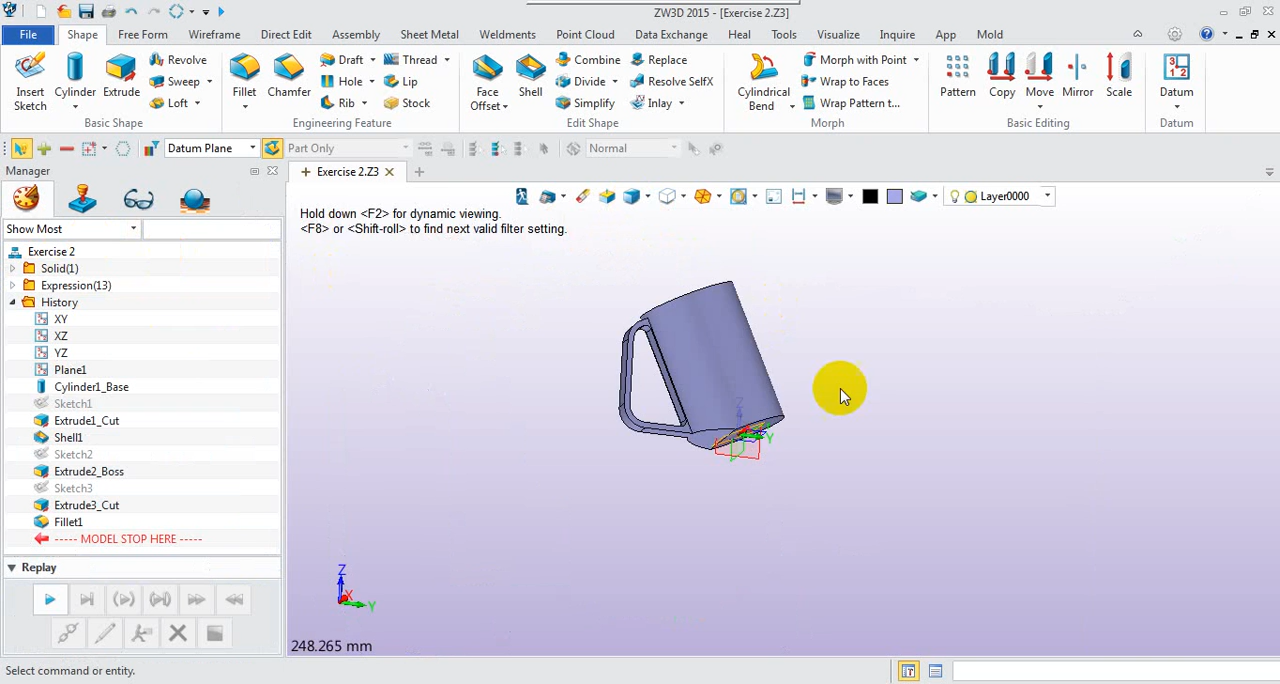 ZW3D 2015 - [Exercise 2.Z3]
File Shape Free Form Wireframe Direct Edit Assembly Sheet Metal Weldments Point Cloud Data Exchange Heal Tools Visualize Inquire App Mold
Insert Sketch
Cylinder
Extrude
Revolve
Sweep
Loft
Basic Shape
Fillet
Chamfer
Draft
Hole
Rib
Thread
Lip
Stock
Engineering Feature
Face Offset
Shell
Combine
Divide
Simplify
Replace
Resolve SelfX
Inlay
Edit Shape
Cylindrical Bend
Morph with Point
Wrap to Faces
Wrap Pattern t...
Morph
Pattern
Copy
Move
Mirror
Scale
Basic Editing
Datum
Datum
Datum Plane
Part Only
Normal
Manager
Exercise 2.Z3
Show Most
Layer0000
Hold down <F2> for dynamic viewing.
<F8> or <Shift-roll> to find next valid filter setting.
Exercise 2
Solid(1)
Expression(13)
History
XY
XZ
YZ
Plane1
Cylinder1_Base
Sketch1
Extrude1_Cut
Shell1
Sketch2
Extrude2_Boss
Sketch3
Extrude3_Cut
Fillet1
----- MODEL STOP HERE -----
Replay
Z
Y
Z
X
Y
248.265 mm
Select command or entity.